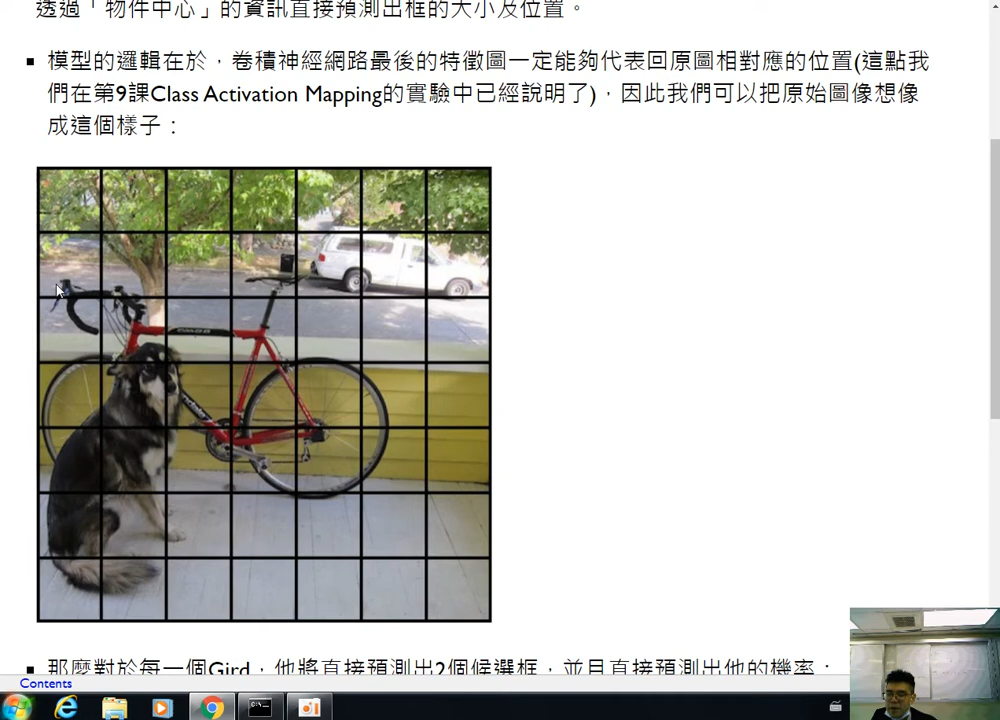 透過「物件中心」的資訊直接預測出框的大小及位置。
模型的邏輯在於，卷積神經網路最後的特徵圖一定能夠代表回原圖相對應的位置(這點我
們在第9課Class Activation Mapping的實驗中已經說明了)，因此我們可以把原始圖像想像
成這個樣子：
那麼對於每一個Gird，他將直接預測出2個候選框，並且直接預測出他的機率：
Contents